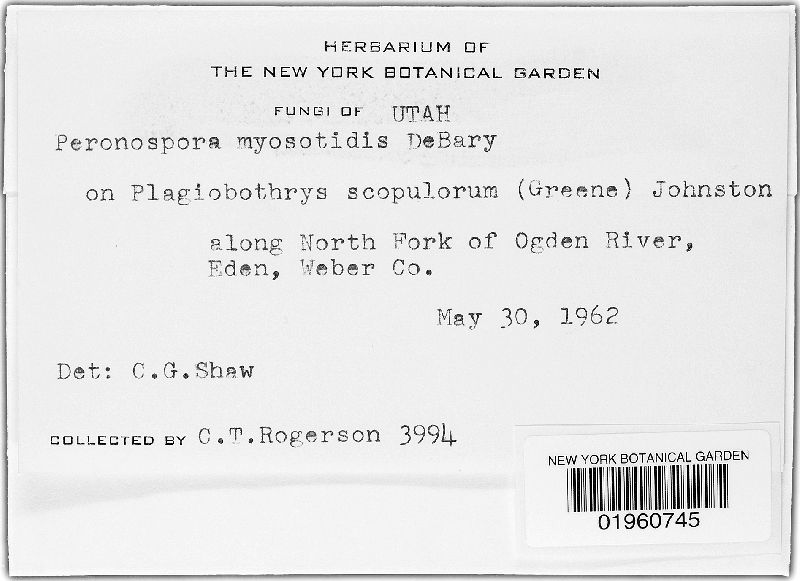 HERBARIUM OF
THE NEW YORK BOTANICAL GARDEN
FUNGI OF UTAH
Peronospora myosotidis DeBary
on Plagiobothrys scopulorum (Greene) Johnston
along North Fork of Ogden River,
Eden, Weber Co.
May 30, 1962
Det: C.G.Shaw
COLLECTED BY C.T.Rogerson 3994
NEW YORK BOTANICAL GARDEN
01960745